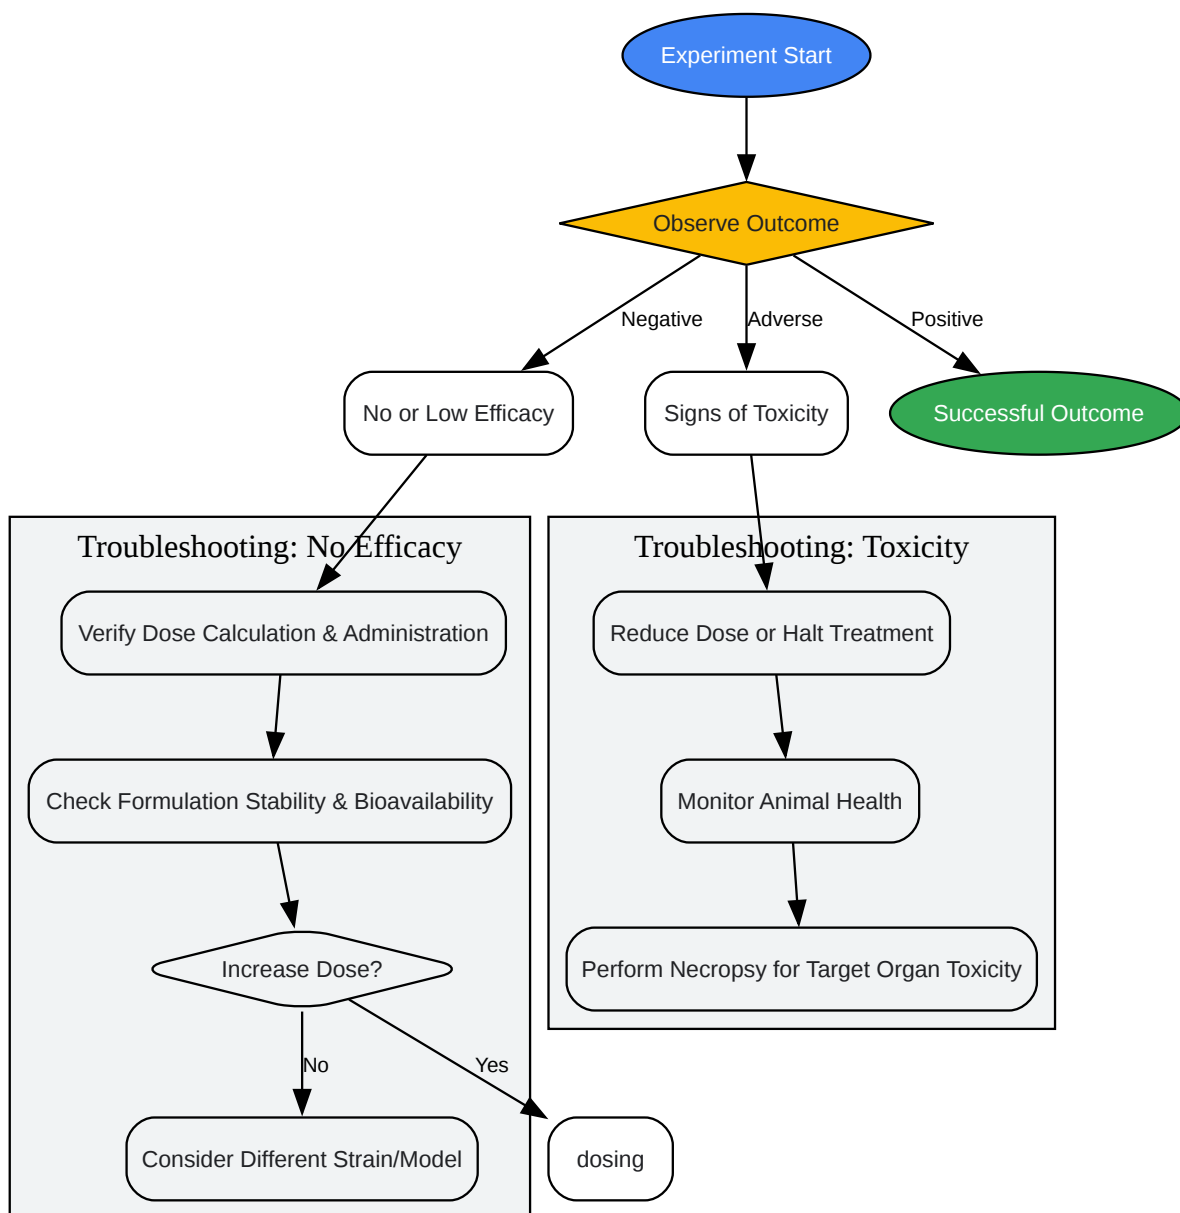 Experiment Start
Observe Outcome
Negative
Adverse
Positive
No or Low Efficacy
Signs of Toxicity
Successful Outcome
Troubleshooting: No Efficacy
Troubleshooting: Toxicity
Verify Dose Calculation & Administration
Reduce Dose or Halt Treatment
Check Formulation Stability & Bioavailability
Monitor Animal Health
Increase Dose?
Perform Necropsy for Target Organ Toxicity
No
Yes
Consider Different Strain/Model
dosing